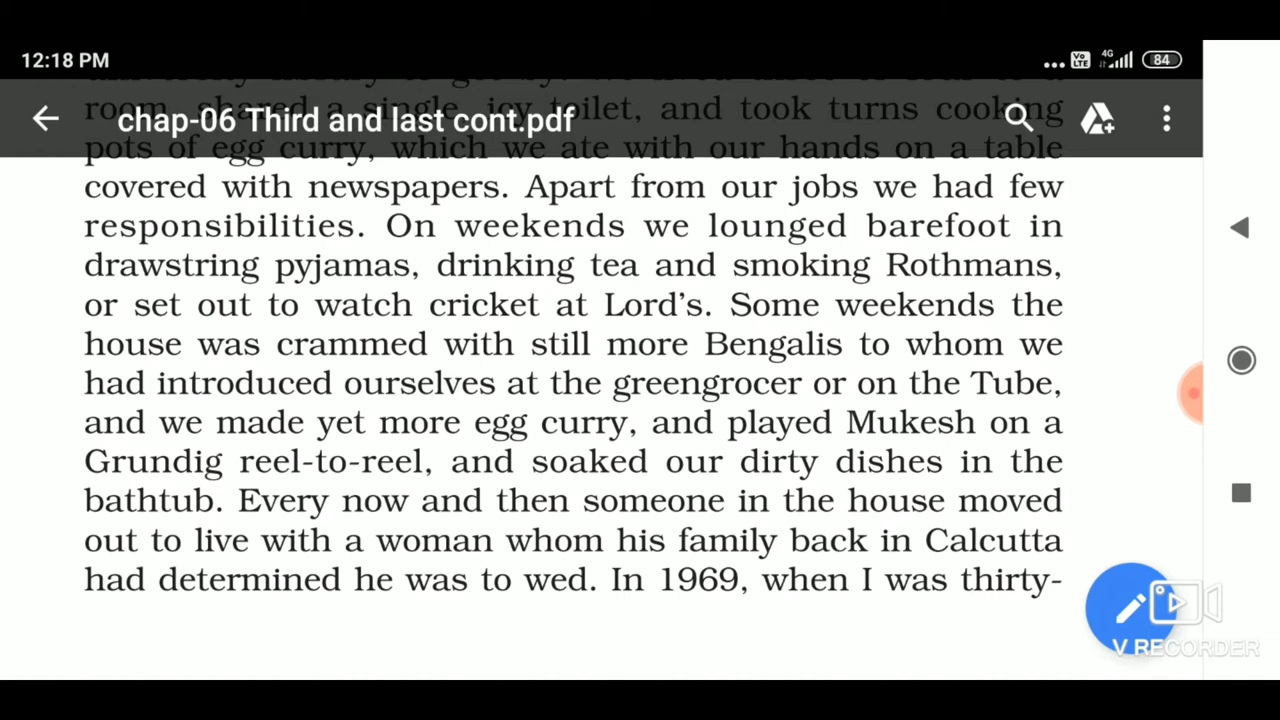 12:18 PM
4G
Vo
LTE
84
chap-06 Third and last cont.pdf
room, shared a single, icy toilet, and took turns cooking
pots of egg curry, which we ate with our hands on a table
covered with newspapers. Apart from our jobs we had few
responsibilities. On weekends we lounged barefoot in
drawstring pyjamas, drinking tea and smoking Rothmans,
or set out to watch cricket at Lord's. Some weekends the
house was crammed with still more Bengalis to whom we
had introduced ourselves at the greengrocer or on the Tube,
and we made yet more egg curry, and played Mukesh on a
Grundig reel-to-reel, and soaked our dirty dishes in the
bathtub. Every now and then someone in the house moved
out to live with a woman whom his family back in Calcutta
had determined he was to wed. In 1969, when I was thirty-
V RECORDER